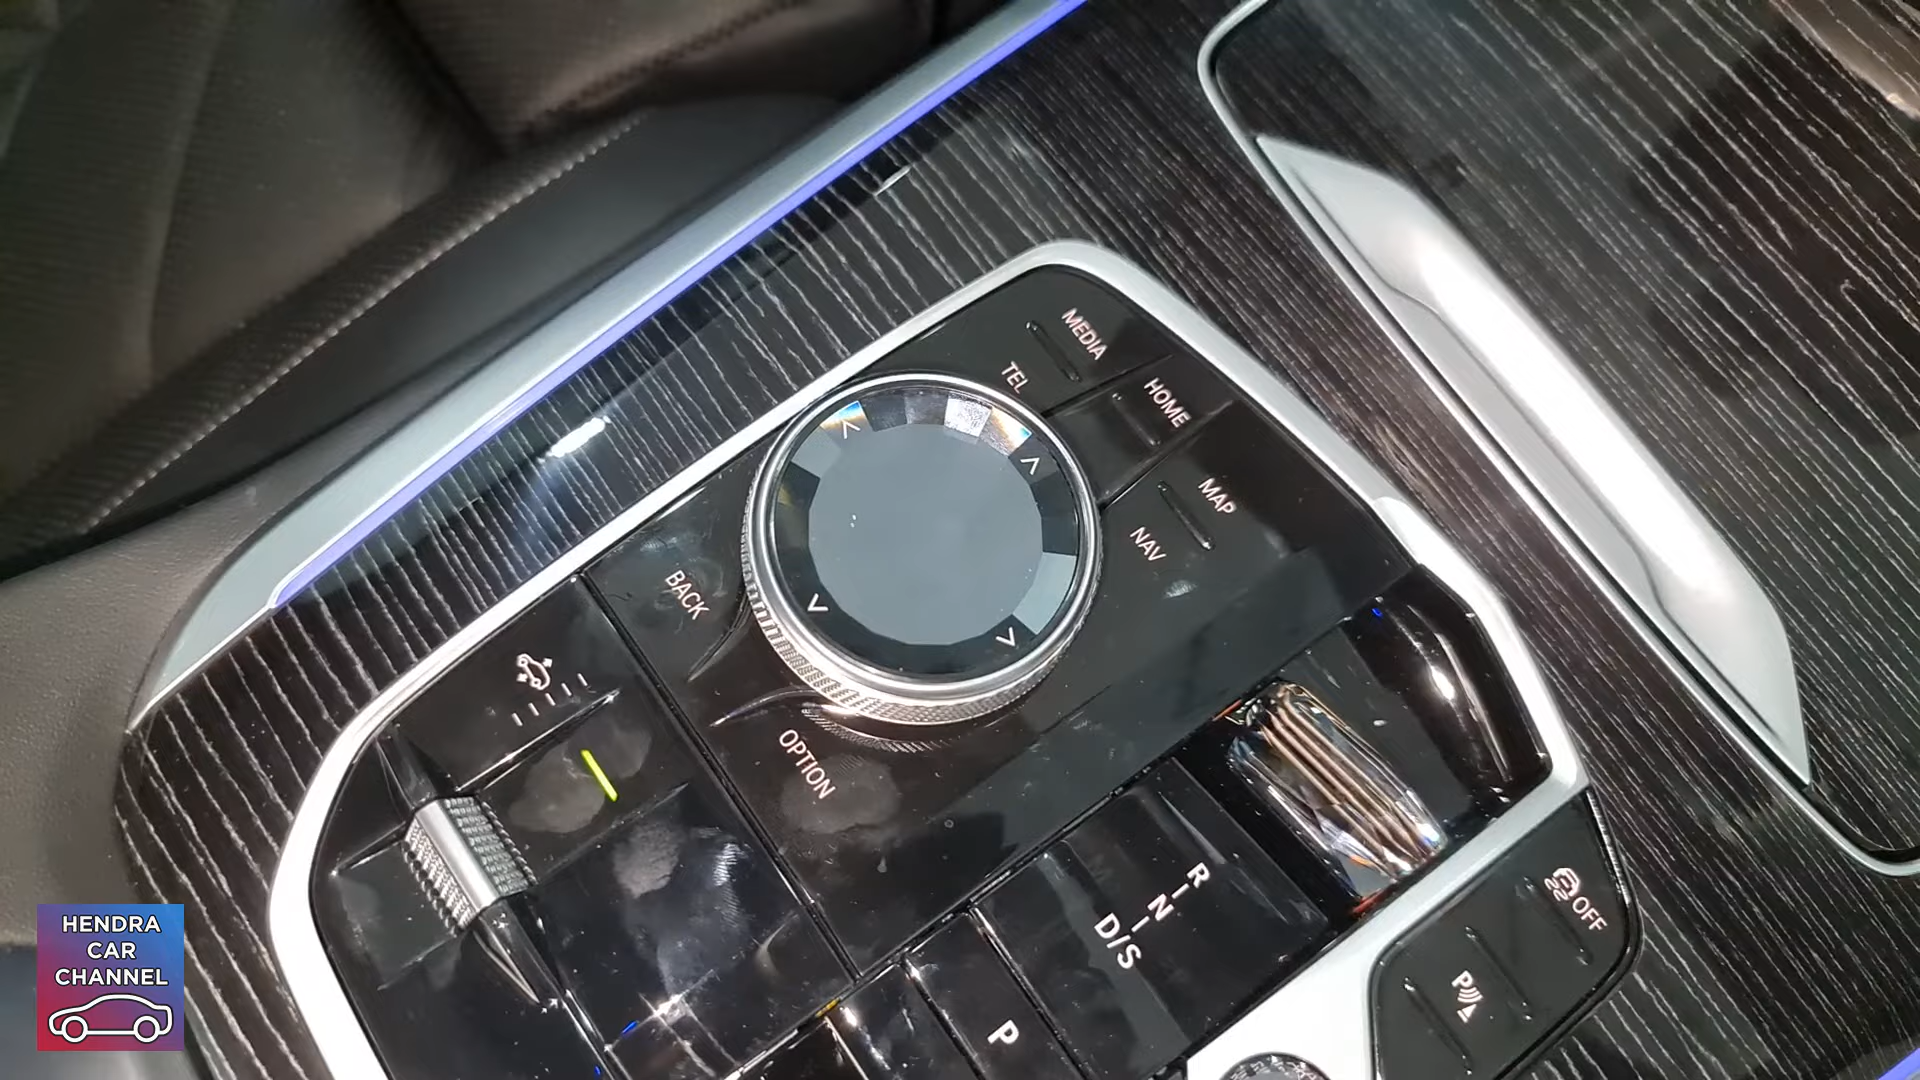 MEDIA
TEL
HOME
MAP
NAV
BACK
OPTION
R
N
D/S
P
OFF
P
HENDRA
CAR
CHANNEL